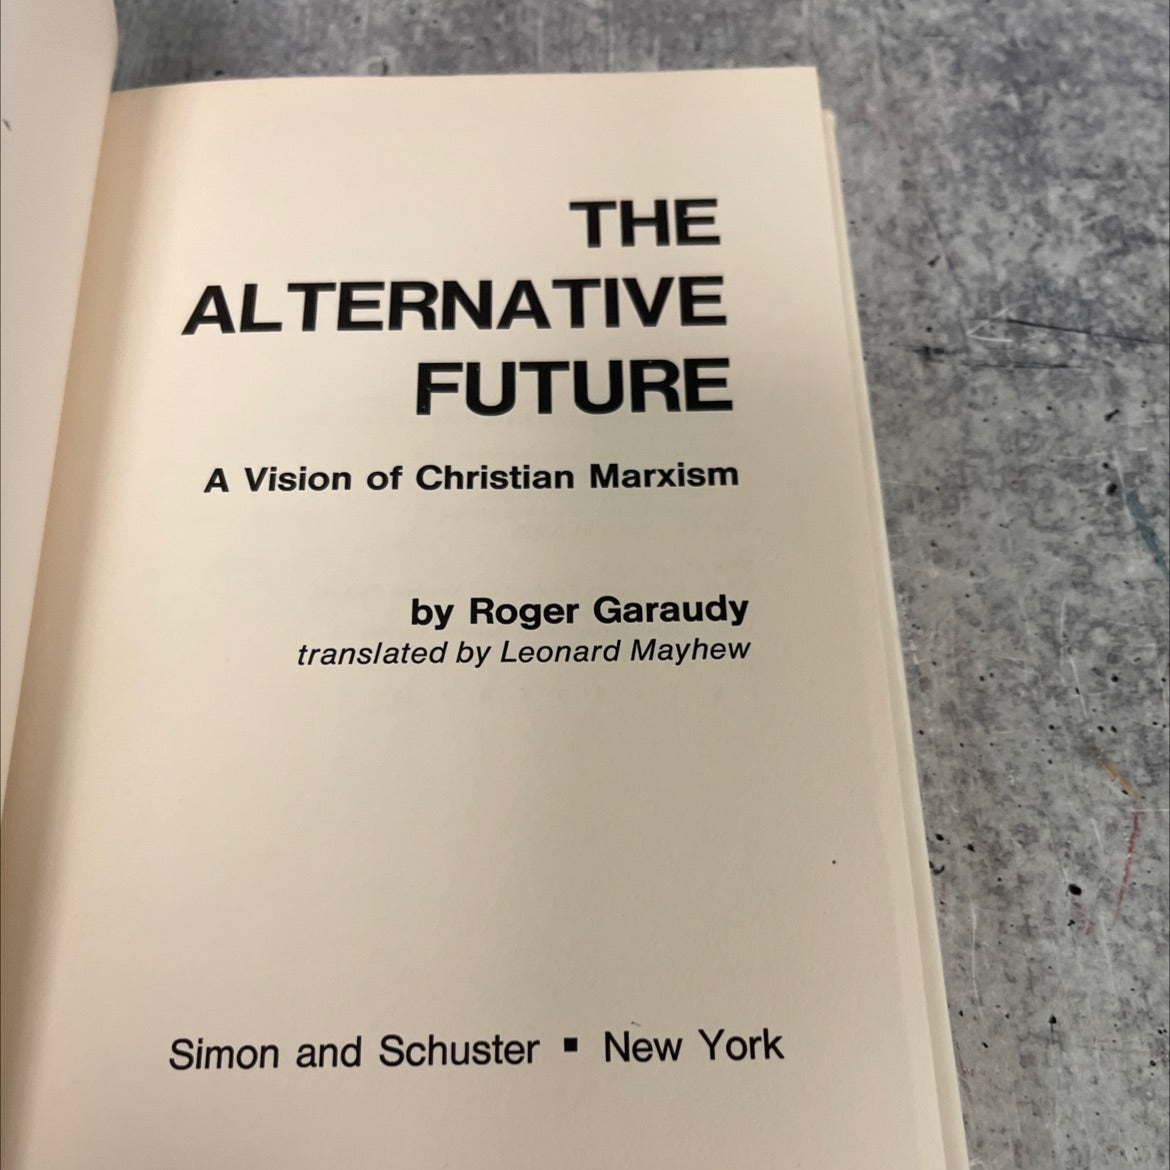 THE
ALTERNATIVE
FUTURE
A Vision of Christian Marxism
by Roger Garaudy
translated by Leonard Mayhew
Simon and Schuster ▪ New York